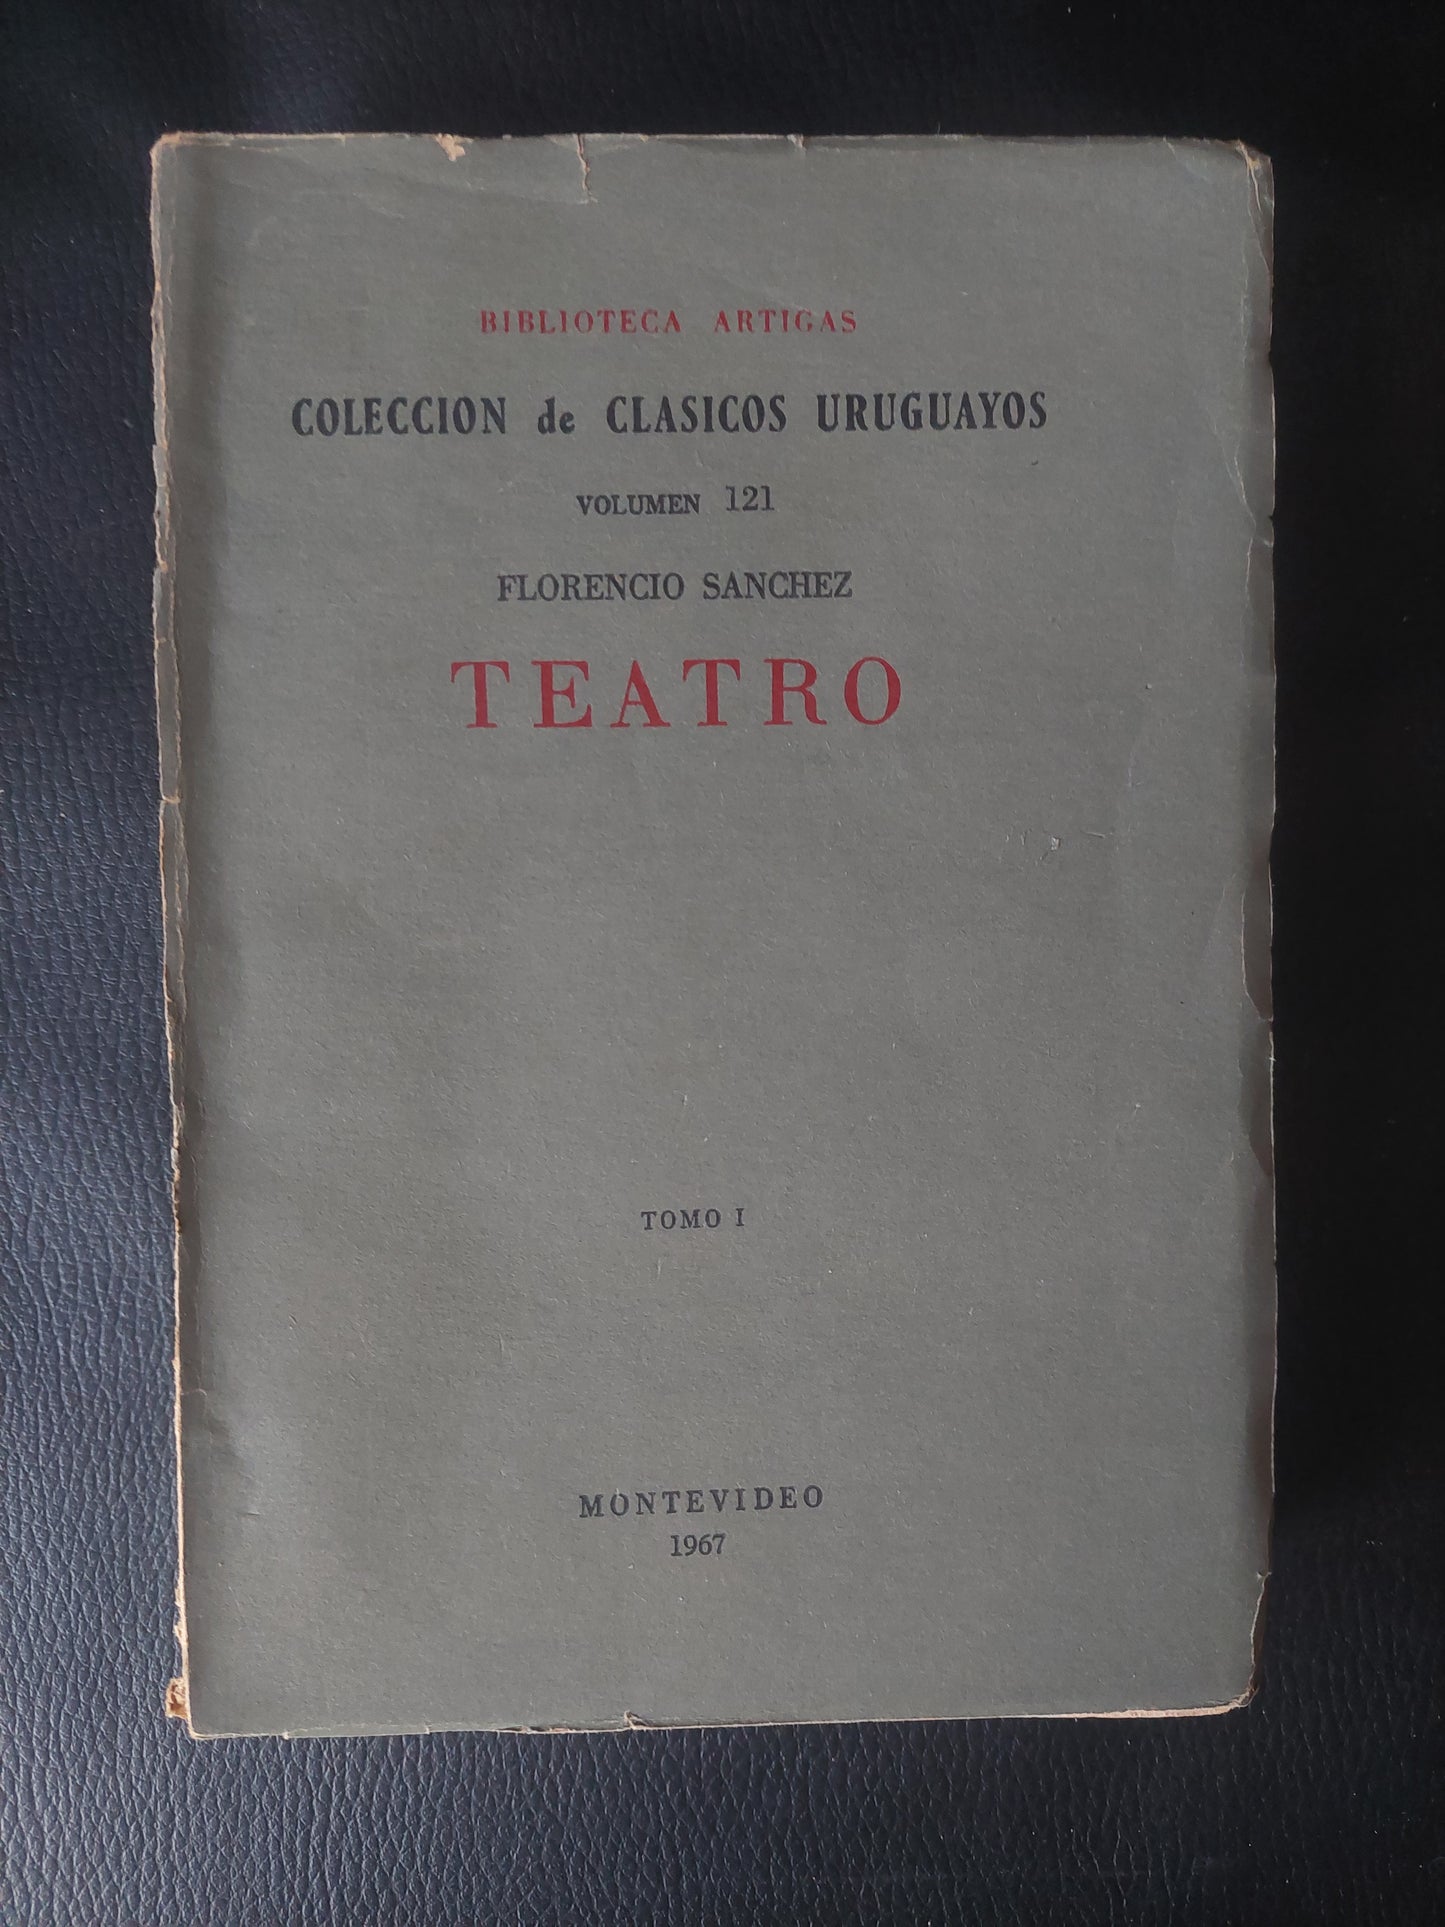 BIBLIOTECA ARTIGAS
COLECCION de CLASICOS URUGUAYOS
VOLUMEN 121
FLORENCIO SANCHEZ
TEATRO
TOMO I
MONTEVIDEO
1967